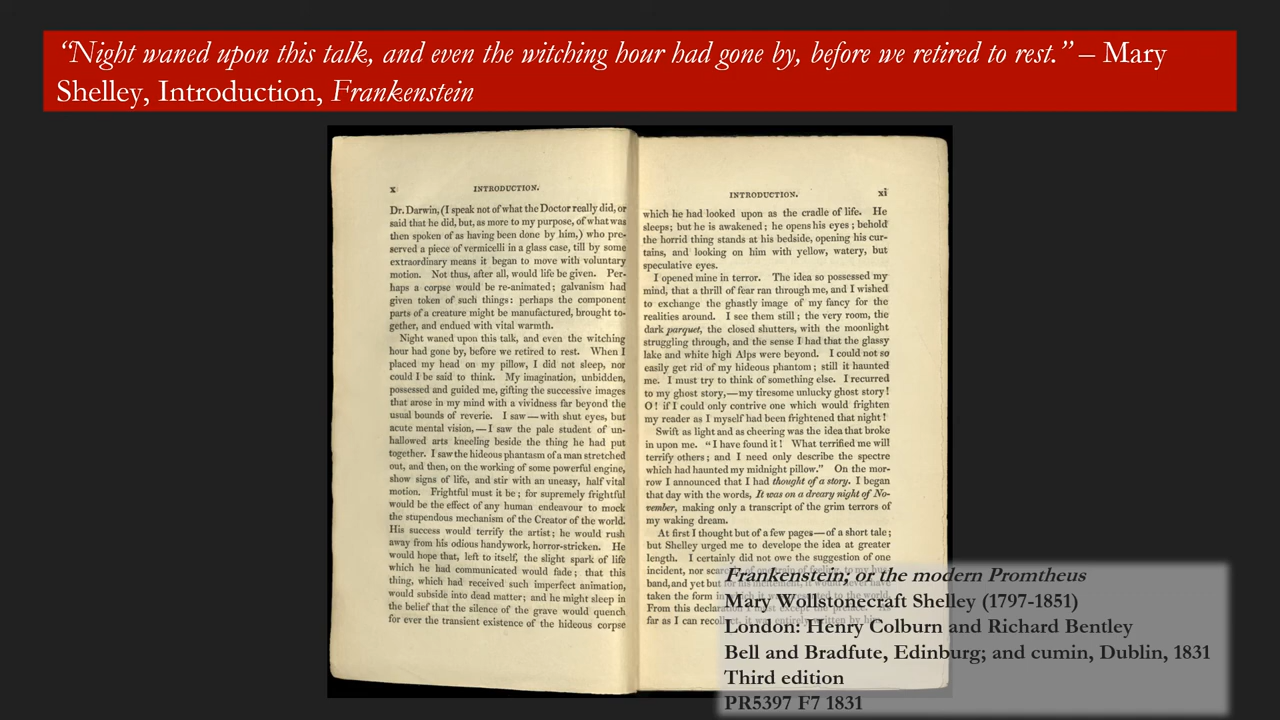 “Night waned upon this talk, and even the witching hour had gone by, before we retired to rest.” – Mary
Shelley, Introduction, Frankenstein
x INTRODUCTION.
Dr. Darwin, (I speak not of what the Doctor really did, or
said that he did, but, as more to my purpose, of what was
then spoken of as having been done by him,) who pre-
served a piece of vermicelli in a glass case, till by some
extraordinary means it began to move with voluntary
motion. Not thus, after all, would life be given. Per-
haps a corpse would be re-animated; galvanism had
given token of such things: perhaps the component
parts of a creature might be manufactured, brought to-
gether, and endued with vital warmth.
Night waned upon this talk, and even the witching
hour had gone by, before we retired to rest. When I
placed my head on my pillow, I did not sleep, nor
could I be said to think. My imagination, unbidden,
possessed and guided me, gifting the successive images
that arose in my mind with a vividness far beyond the
usual bounds of reverie. I saw — with shut eyes, but
acute mental vision, — I saw the pale student of un-
hallowed arts kneeling beside the thing he had put
together. I saw the hideous phantasm of a man stretched
out, and then, on the working of some powerful engine,
show signs of life, and stir with an uneasy, half vital
motion. Frightful must it be; for supremely frightful
would be the effect of any human endeavour to mock
the stupendous mechanism of the Creator of the world.
His success would terrify the artist; he would rush
away from his odious handywork, horror-stricken. He
would hope that, left to itself, the slight spark of life
which he had communicated would fade; that this
thing, which had received such imperfect animation,
would subside into dead matter; and he might sleep in
the belief that the silence of the grave would quench
for ever the transient existence of the hideous corpse
INTRODUCTION. xi
which he had looked upon as the cradle of life. He
sleeps; but he is awakened; he opens his eyes; behold
the horrid thing stands at his bedside, opening his cur-
tains, and looking on him with yellow, watery, but
speculative eyes.
I opened mine in terror. The idea so possessed my
mind, that a thrill of fear ran through me, and I wished
to exchange the ghastly image of my fancy for the
realities around. I see them still; the very room, the
dark parquet, the closed shutters, with the moonlight
struggling through, and the sense I had that the glassy
lake and white high Alps were beyond. I could not so
easily get rid of my hideous phantom; still it haunted
me. I must try to think of something else. I recurred
to my ghost story,—my tiresome unlucky ghost story!
O! if I could only contrive one which would frighten
my reader as I myself had been frightened that night!
Swift as light and as cheering was the idea that broke
in upon me. “I have found it! What terrified me will
terrify others; and I need only describe the spectre
which had haunted my midnight pillow.” On the mor-
row I announced that I had thought of a story. I began
that day with the words, It was on a dreary night of No-
vember, making only a transcript of the grim terrors of
my waking dream.
At first I thought but of a few pages—of a short tale;
but Shelley urged me to develope the idea at greater
length. I certainly did not owe the suggestion of one
incident, nor scarcely of one train of feeling, to my hus-
band, and yet but for his incitement, it would never have
taken the form in which it was presented to the world.
From this declaration I must except the preface. As
far as I can recollect, it was entirely written by him.
Frankenstein; or the modern Promtheus
Mary Wollstonecraft Shelley (1797-1851)
London: Henry Colburn and Richard Bentley
Bell and Bradfute, Edinburg; and cumin, Dublin, 1831
Third edition
PR5397 F7 1831